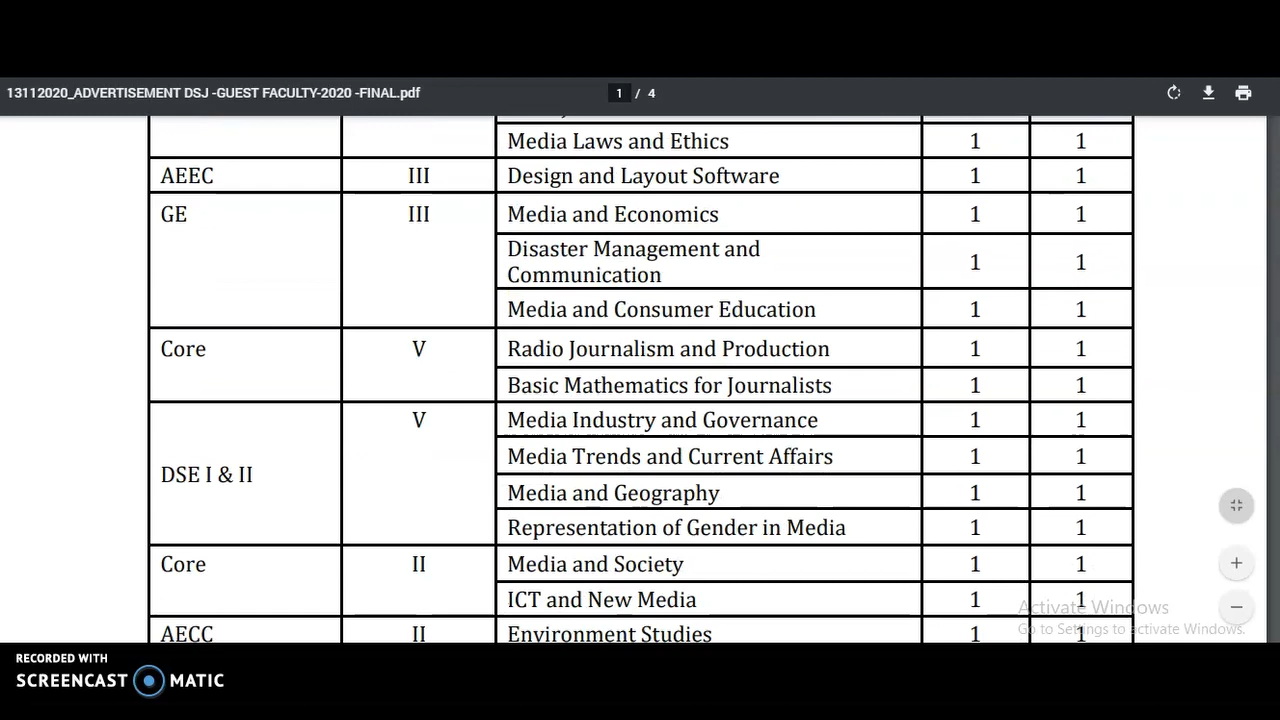 13112020_ADVERTISEMENT DSJ -GUEST FACULTY-2020 -FINAL.pdf 1 / 4
Media Laws and Ethics 1 1
AEEC III Design and Layout Software 1 1
GE III Media and Economics 1 1
Disaster Management and
Communication 1 1
Media and Consumer Education 1 1
Core V Radio Journalism and Production 1 1
Basic Mathematics for Journalists 1 1
V Media Industry and Governance 1 1
Media Trends and Current Affairs 1 1
DSE I & II
Media and Geography 1 1
Representation of Gender in Media 1 1
Core II Media and Society 1 1
ICT and New Media 1 1
AECC II Environment Studies 1 1
Activate Windows
Go to Settings to activate Windows.
RECORDED WITH
SCREENCAST MATIC